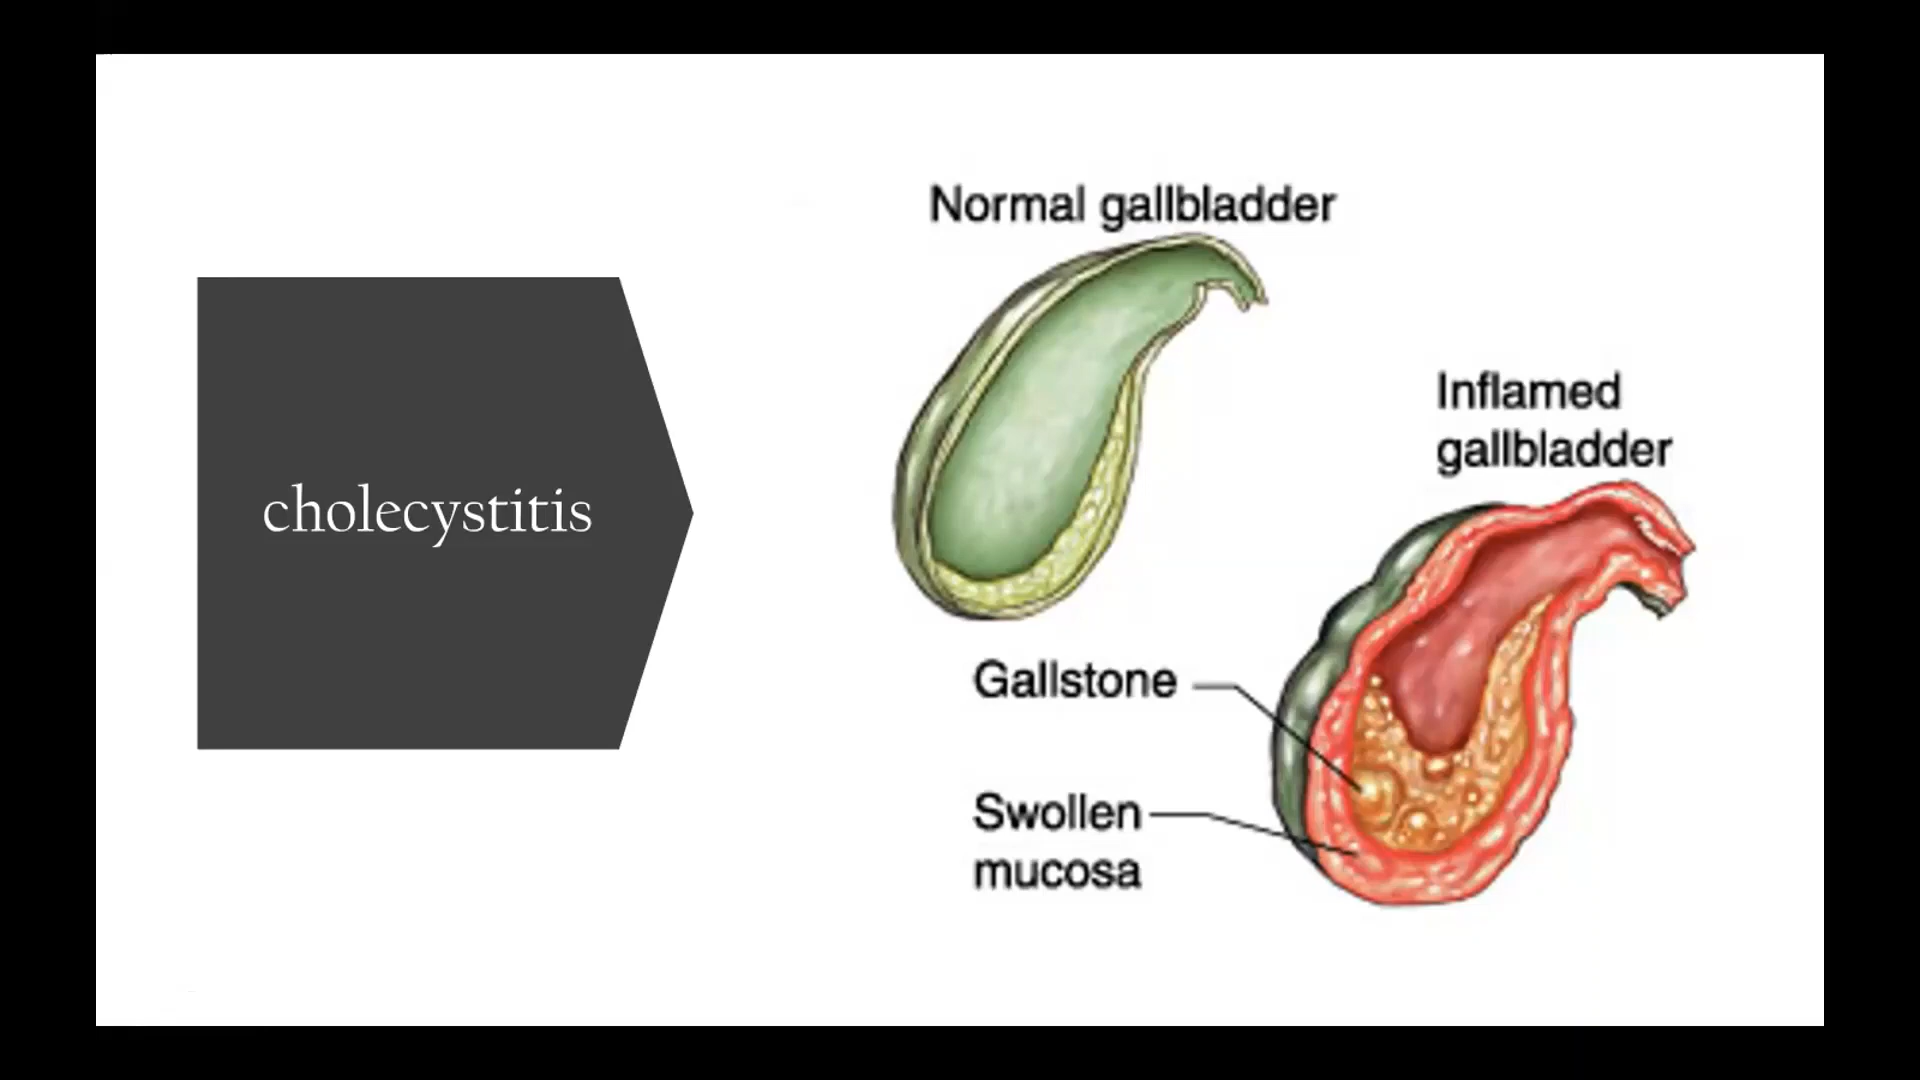 cholecystitis
Normal gallbladder
Inflamed
gallbladder
Gallstone
Swollen
mucosa